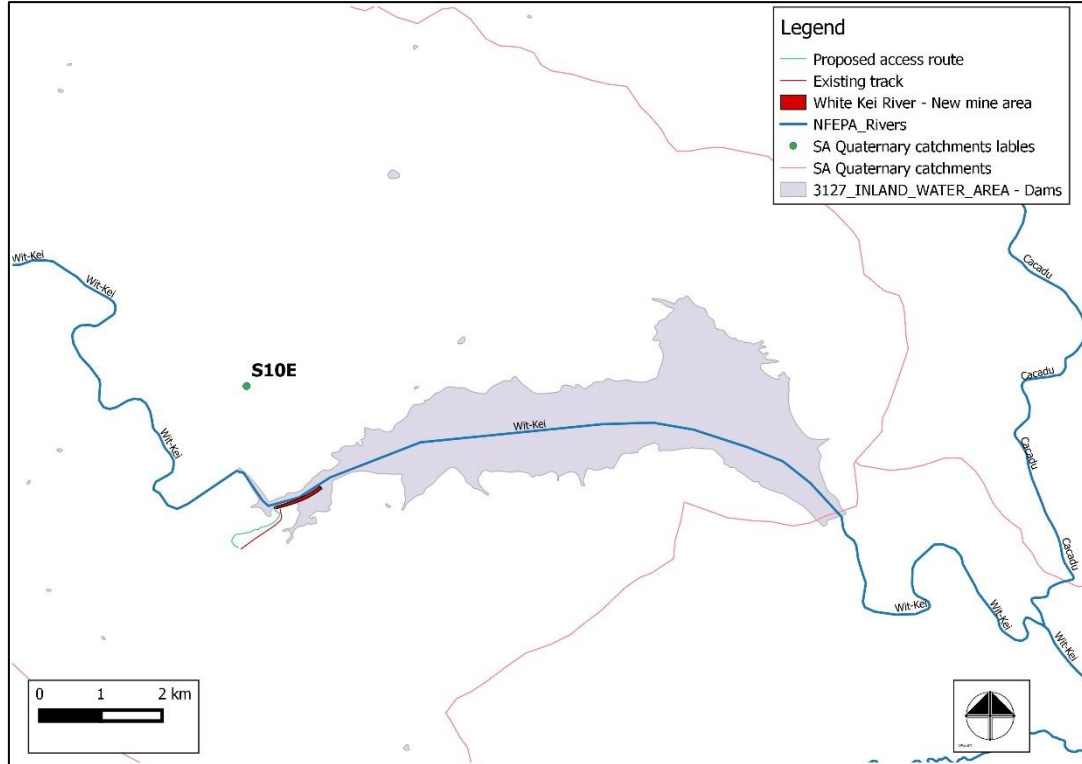 Legend
Proposed access route
Existing track
White Kei River - New mine area
NFEPA_Rivers
SA Quaternary catchments lables
SA Quaternary catchments
3127_INLAND_WATER_AREA - Dams
Wit-Kei
Wit-Kei
Cacadu
S10E
Cacadu
Wit-Kei
Wit-Kei
Cacadu
Cacadu
Wit-Kei
Wit-Kei
Wit-Kei
0 1 2 km